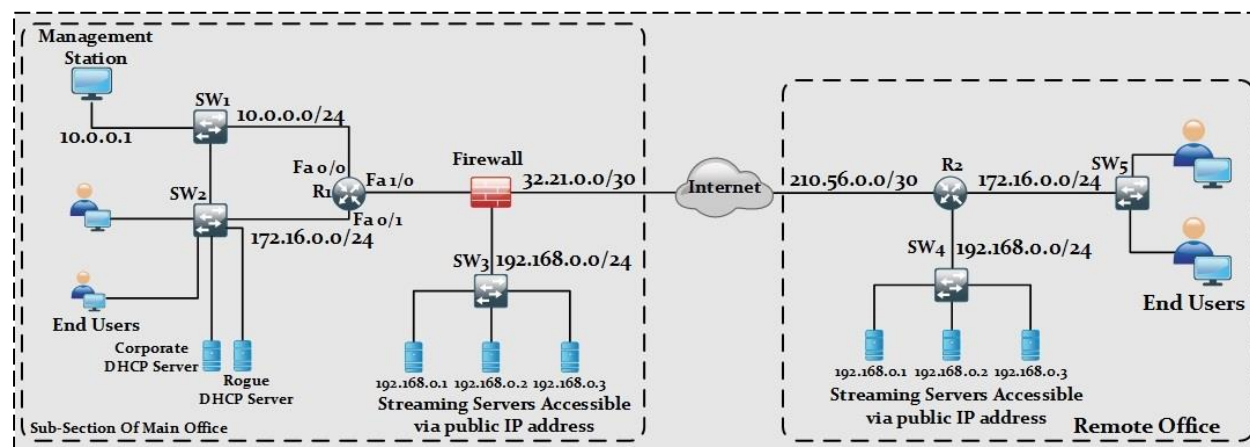 Management
Station
10.0.0.1
SW1
10.0.0.0/24
Fa 0/0
R1
Fa 1/0
Fa 0/1
SW2
172.16.0.0/24
End Users
Corporate
DHCP Server
Rogue
DHCP Server
Sub-Section Of Main Office
Firewall
32.21.0.0/30
SW3
192.168.0.0/24
192.168.0.1
192.168.0.2
192.168.0.3
Streaming Servers Accessible
via public IP address
Internet
210.56.0.0/30
R2
172.16.0.0/24
SW5
SW4
192.168.0.0/24
End Users
192.168.0.1
192.168.0.2
192.168.0.3
Streaming Servers Accessible
via public IP address
Remote Office